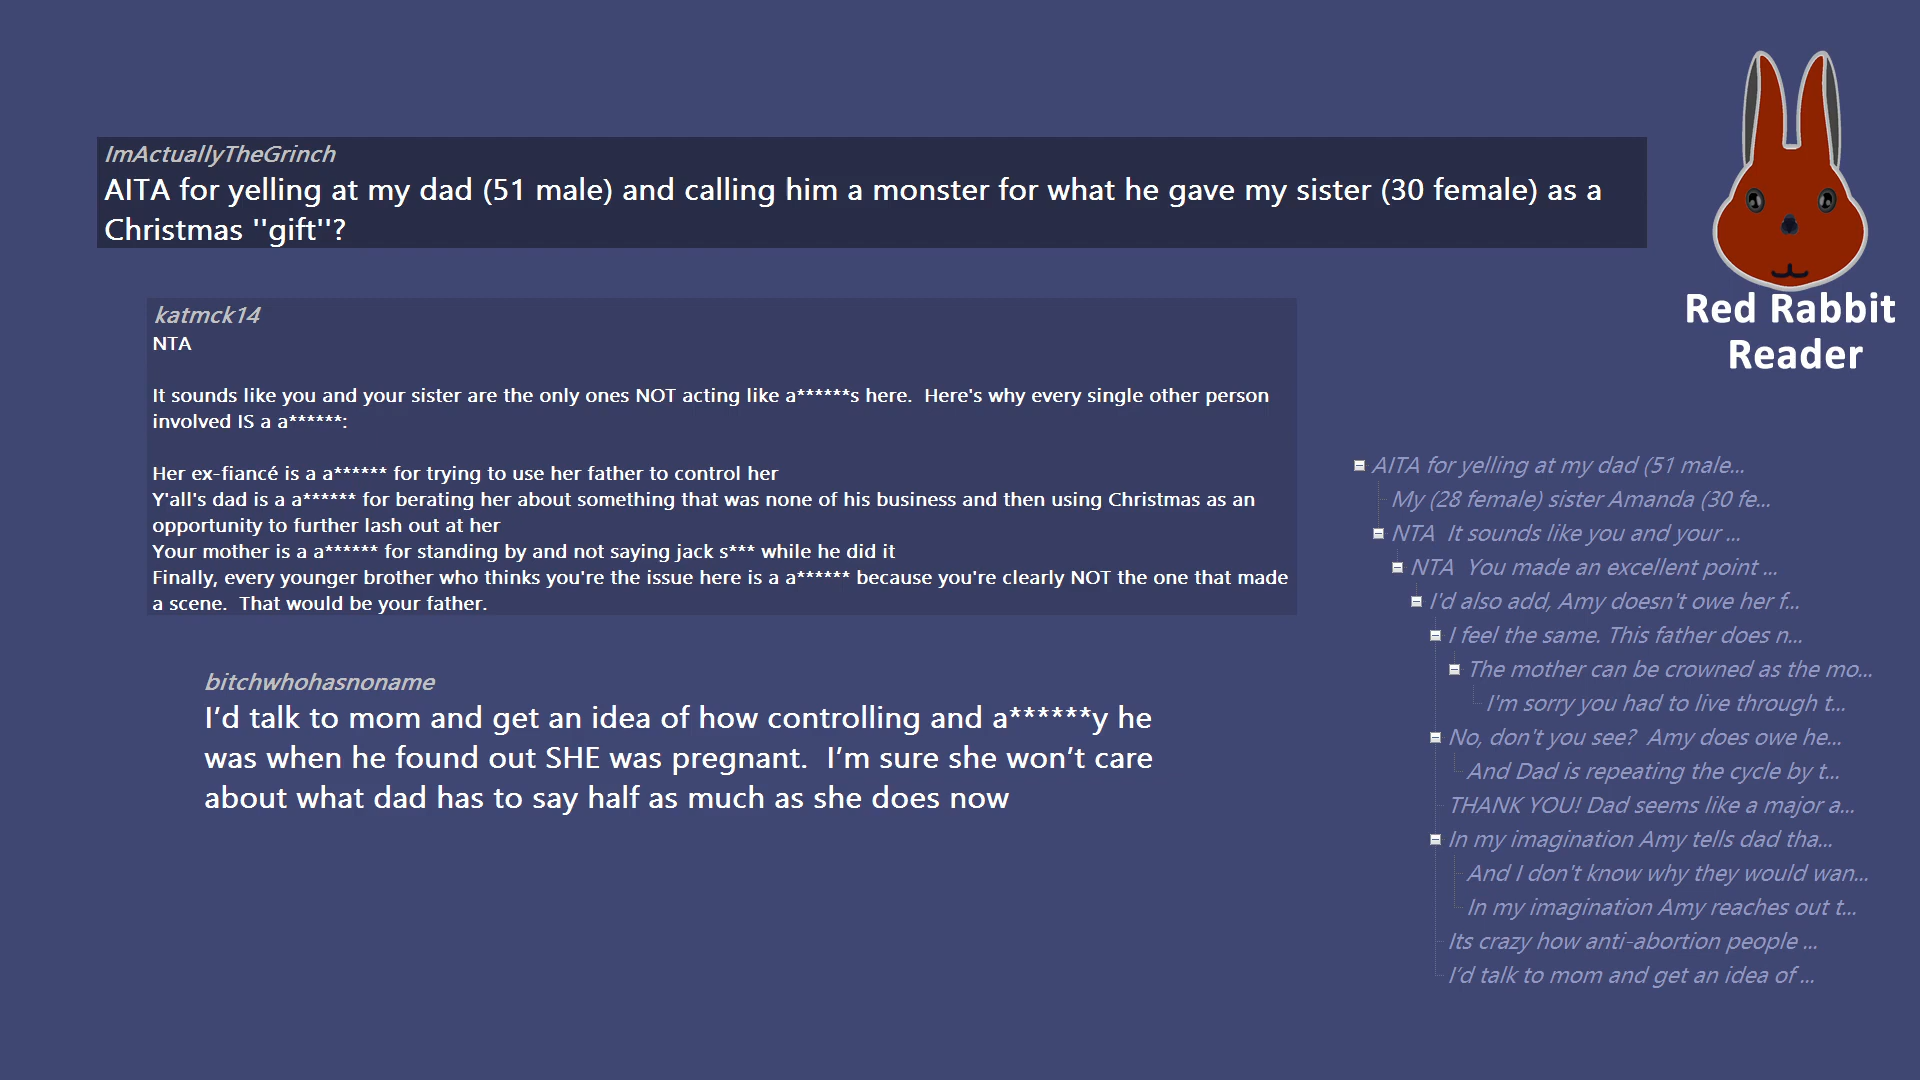 ImActuallyTheGrinch
AITA for yelling at my dad (51 male) and calling him a monster for what he gave my sister (30 female) as a
Christmas ''gift''?
katmck14
NTA
It sounds like you and your sister are the only ones NOT acting like a******s here.  Here's why every single other person
involved IS a a******:
Her ex-fiancé is a a****** for trying to use her father to control her
Y'all's dad is a a****** for berating her about something that was none of his business and then using Christmas as an
opportunity to further lash out at her
Your mother is a a****** for standing by and not saying jack s*** while he did it
Finally, every younger brother who thinks you're the issue here is a a****** because you're clearly NOT the one that made
a scene.  That would be your father.
bitchwhohasnoname
I’d talk to mom and get an idea of how controlling and a******y he
was when he found out SHE was pregnant.  I’m sure she won’t care
about what dad has to say half as much as she does now
Red Rabbit
Reader
AITA for yelling at my dad (51 male...
My (28 female) sister Amanda (30 fe...
NTA  It sounds like you and your ...
NTA  You made an excellent point ...
I'd also add, Amy doesn't owe her f...
I feel the same. This father does n...
The mother can be crowned as the mo...
I'm sorry you had to live through t...
No, don't you see?  Amy does owe he...
And Dad is repeating the cycle by t...
THANK YOU! Dad seems like a major a...
In my imagination Amy tells dad tha...
And I don't know why they would wan...
In my imagination Amy reaches out t...
Its crazy how anti-abortion people ...
I’d talk to mom and get an idea of ...